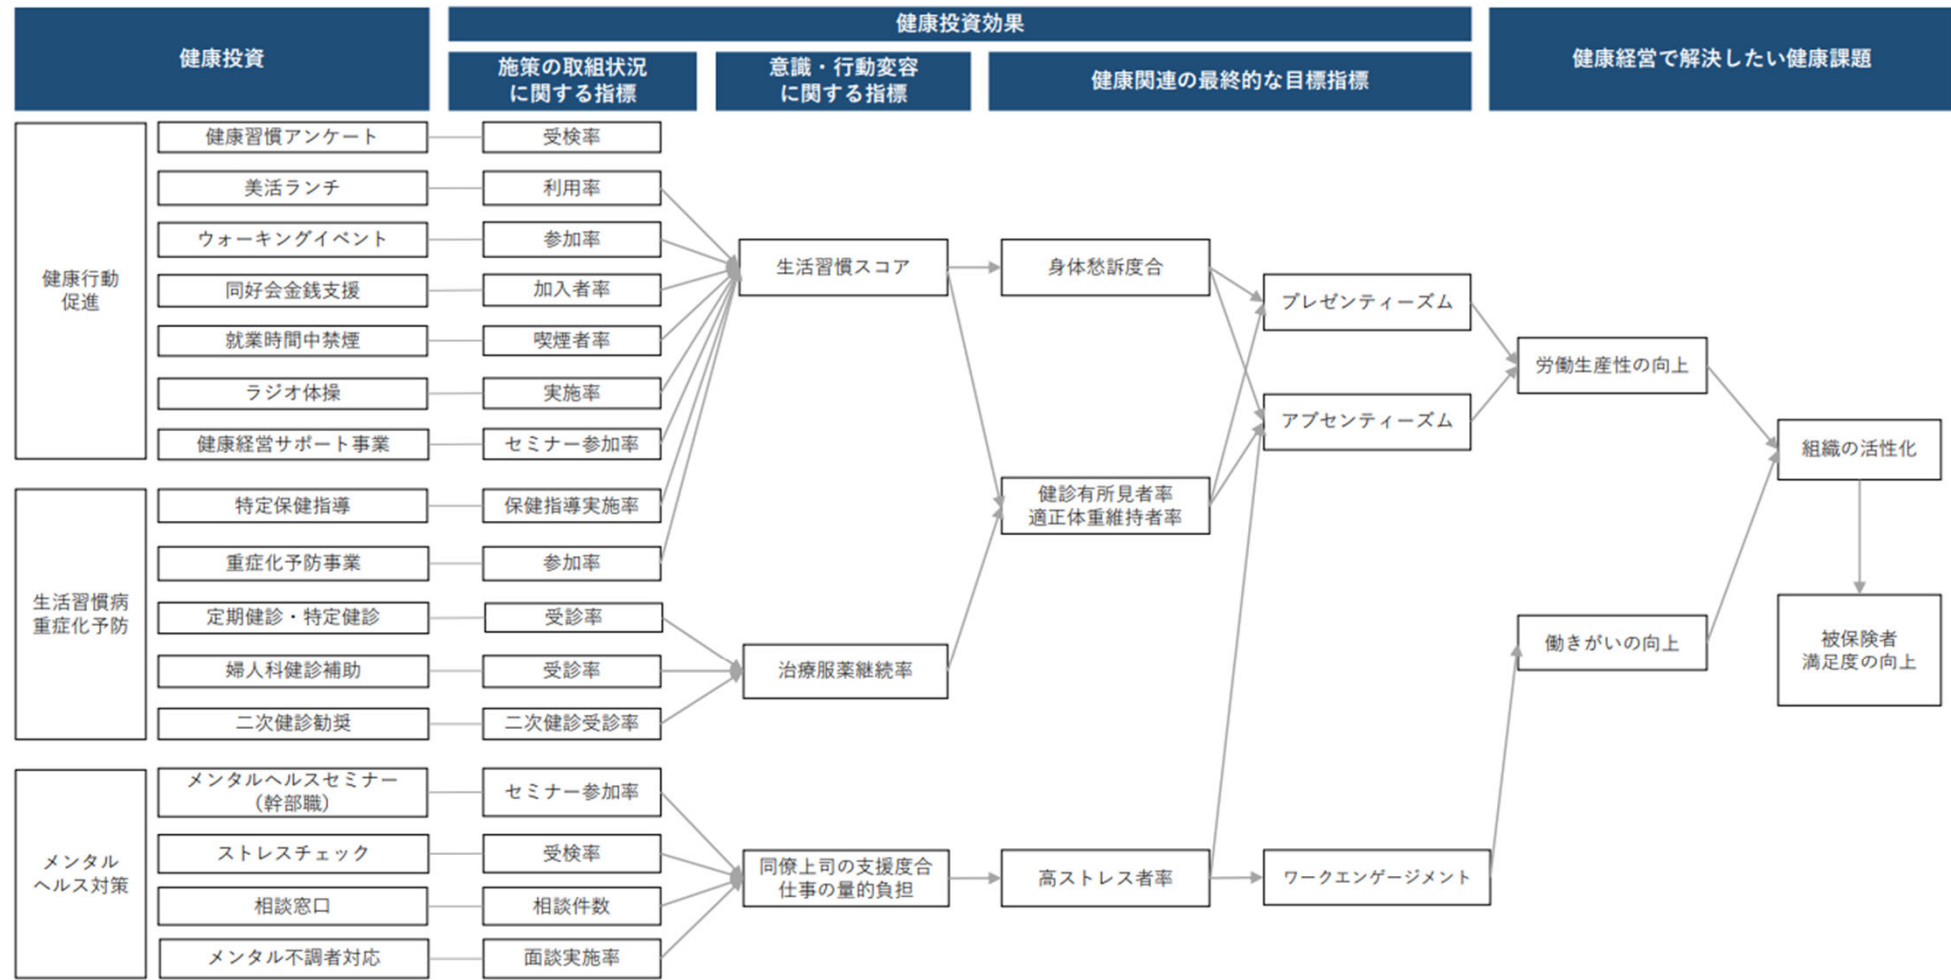 健康投資
健康投資効果
健康経営で解決したい健康課題
施策の取組状況
に関する指標
意識・行動変容
に関する指標
健康関連の最終的な目標指標
健康行動
促進
健康習慣アンケート
受検率
美活ランチ
利用率
ウォーキングイベント
参加率
同好会金銭支援
加入者率
就業時間中禁煙
喫煙者率
ラジオ体操
実施率
健康経営サポート事業
セミナー参加率
生活習慣病
重症化予防
特定保健指導
保健指導実施率
重症化予防事業
参加率
定期健診・特定健診
受診率
婦人科健診補助
受診率
二次健診勧奨
二次健診受診率
メンタル
ヘルス対策
メンタルヘルスセミナー
（幹部職）
セミナー参加率
ストレスチェック
受検率
相談窓口
相談件数
メンタル不調者対応
面談実施率
生活習慣スコア
治療服薬継続率
同僚上司の支援度合
仕事の量的負担
身体愁訴度合
健診有所見者率
適正体重維持者率
高ストレス者率
プレゼンティーズム
アブセンティーズム
ワークエンゲージメント
労働生産性の向上
働きがいの向上
組織の活性化
被保険者
満足度の向上